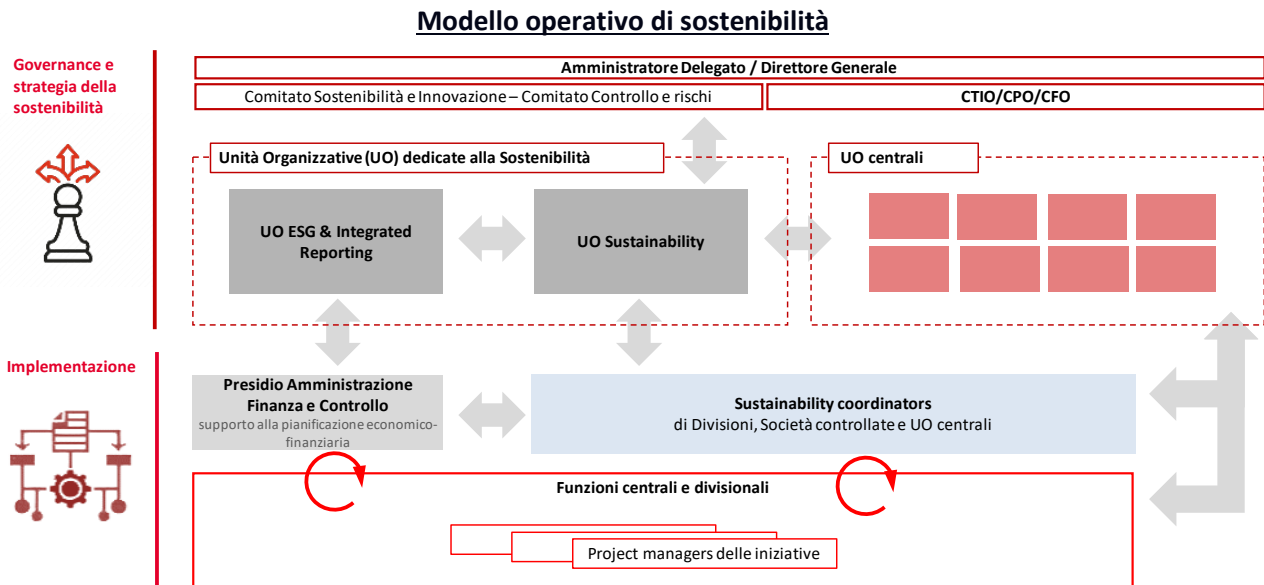 Modello operativo di sostenibilità
Governance e
strategia della
sostenibilità
Amministratore Delegato / Direttore Generale
Comitato Sostenibilità e Innovazione – Comitato Controllo e rischi
CTIO/CPO/CFO
Unità Organizzative (UO) dedicate alla Sostenibilità
UO centrali
UO ESG & Integrated
Reporting
UO Sustainability
Implementazione
Presidio Amministrazione
Finanza e Controllo
supporto alla pianificazione economico-
finanziaria
Sustainability coordinators
di Divisioni, Società controllate e UO centrali
Funzioni centrali e divisionali
Project managers delle iniziative